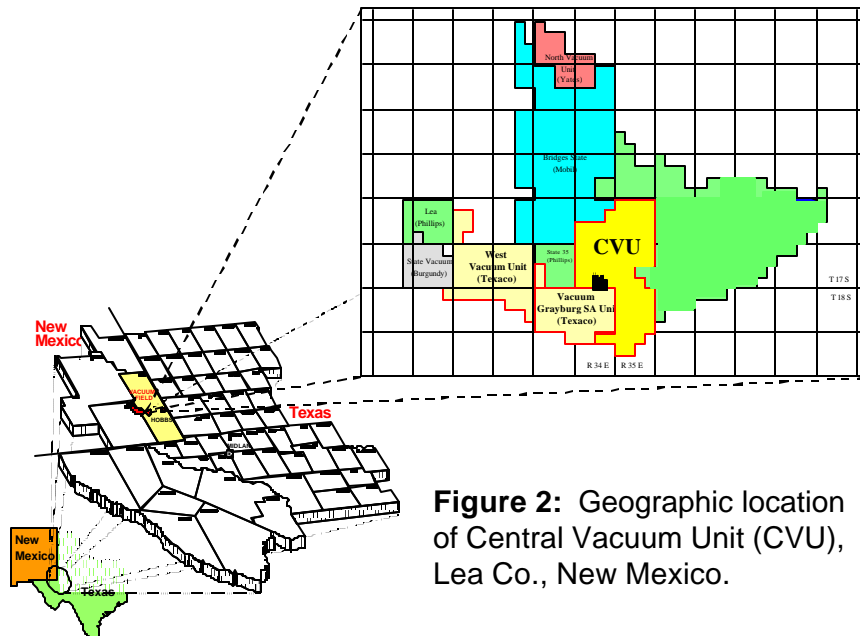 North Vacuum
Unit
(Yates)
Bridges State
(Mobil)
Lea
(Phillips)
State Vacuum
(Burgundy)
West
Vacuum Unit
(Texaco)
State 35
(Phillips)
CVU
Vacuum
Grayburg SA Uni
(Texaco)
T 17 S
T 18 S
R 34 E
R 35 E
New
Mexico
VACUUM
FIELD
HOBBS
Texas
MIDLAN
New
Mexico
Texas
Figure 2: Geographic location
of Central Vacuum Unit (CVU),
Lea Co., New Mexico.